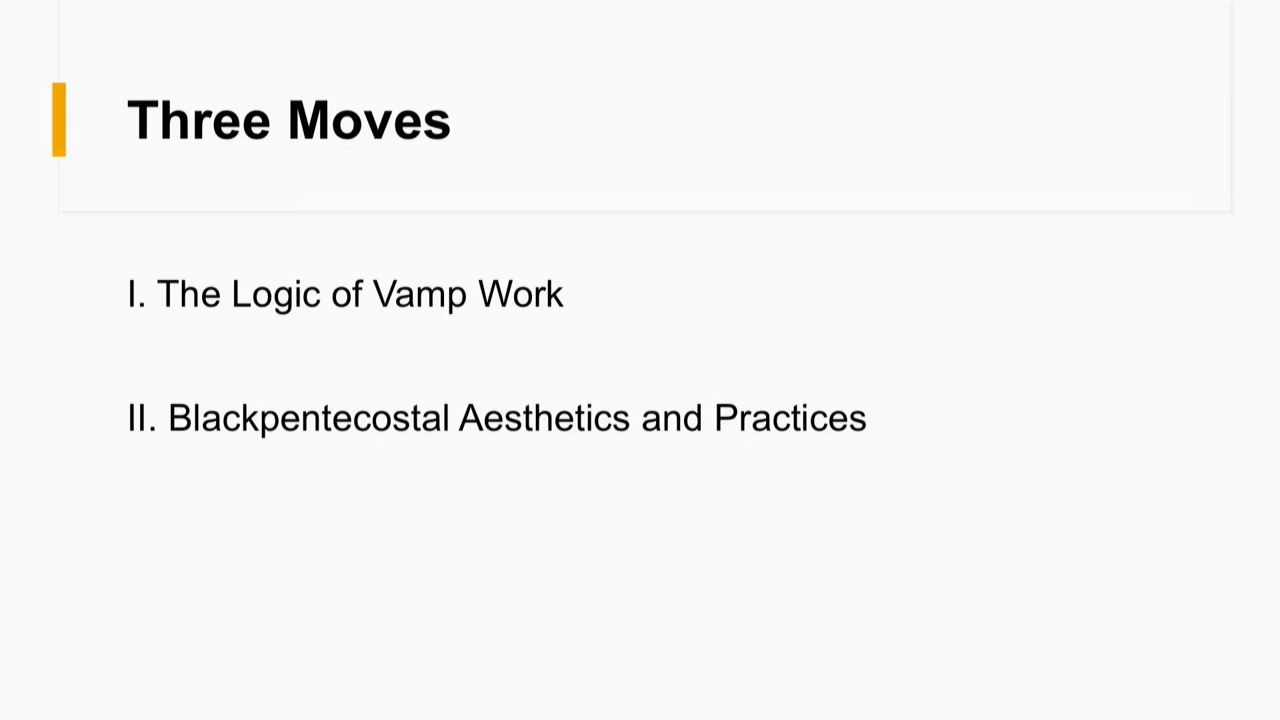 Three Moves
I. The Logic of Vamp Work
II. Blackpentecostal Aesthetics and Practices